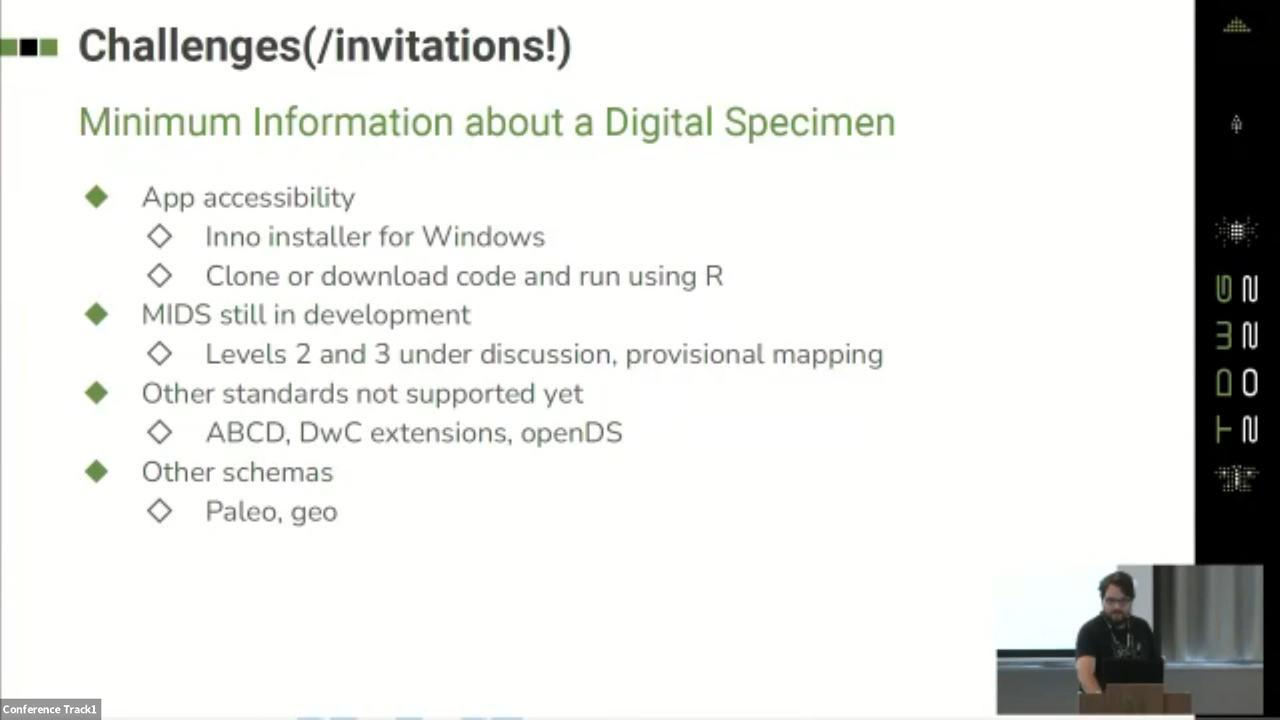 Challenges(/invitations!)
Minimum Information about a Digital Specimen
App accessibility
Inno installer for Windows
Clone or download code and run using R
MIDS still in development
Levels 2 and 3 under discussion, provisional mapping
Other standards not supported yet
ABCD, DwC extensions, openDS
Other schemas
Paleo, geo
TDWG
2022
Conference Track1